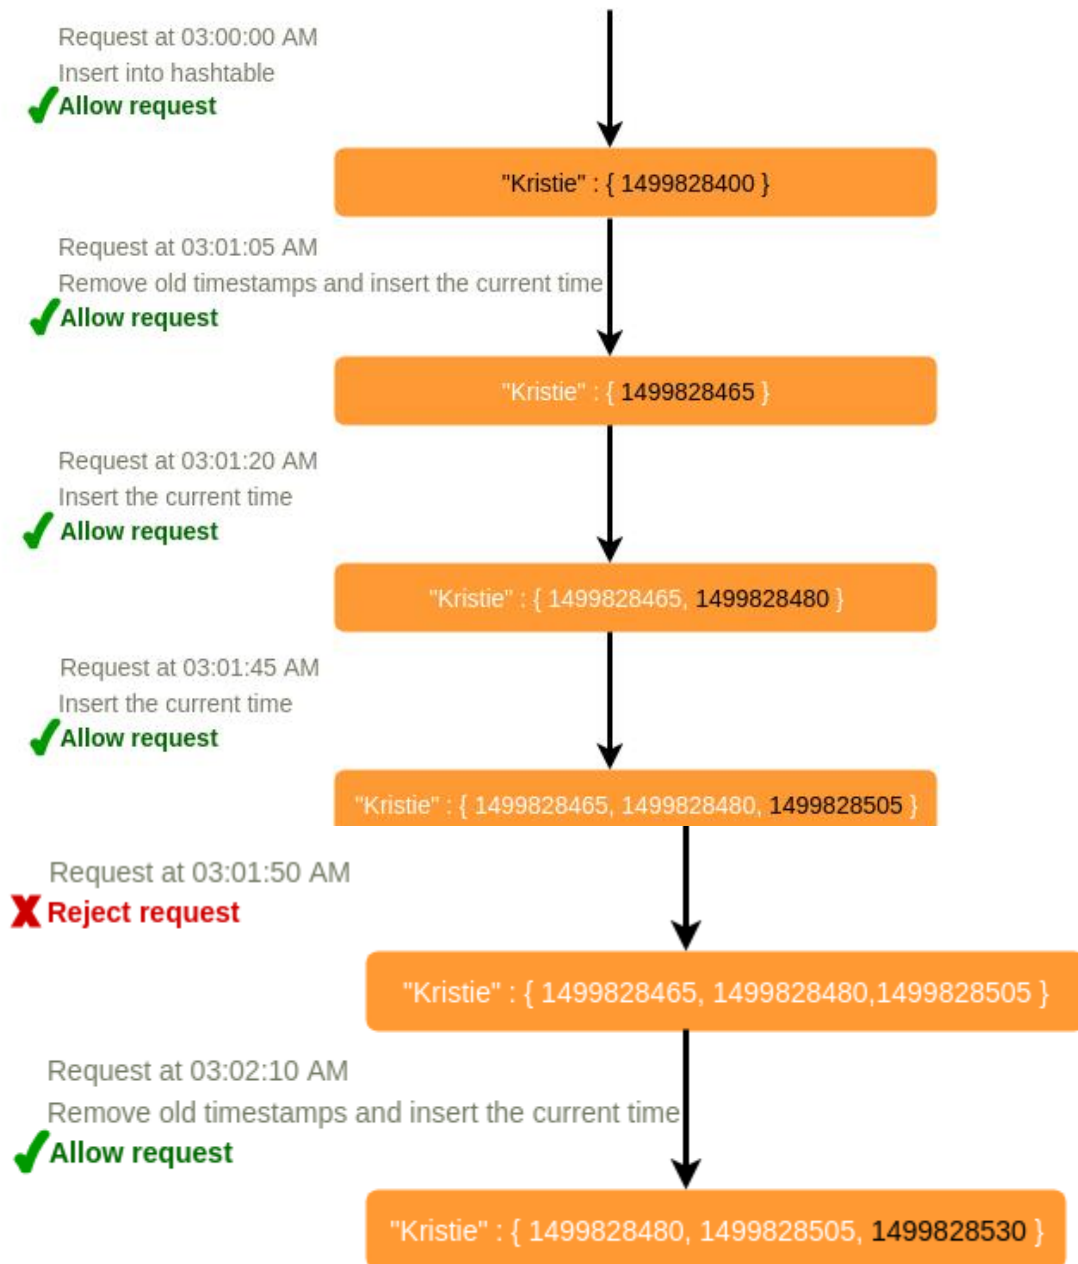 Request at 03:00:00 AM
Insert into hashtable
Allow request
"Kristie" : { 1499828400 }
Request at 03:01:05 AM
Remove old timestamps and insert the current time
Allow request
"Kristie" : { 1499828465 }
Request at 03:01:20 AM
Insert the current time
Allow request
"Kristie" : { 1499828465, 1499828480 }
Request at 03:01:45 AM
Insert the current time
Allow request
"Kristie" : { 1499828465, 1499828480, 1499828505 }
Request at 03:01:50 AM
X Reject request
"Kristie" : { 1499828465, 1499828480,1499828505 }
Request at 03:02:10 AM
Remove old timestamps and insert the current time
Allow request
"Kristie" : { 1499828480, 1499828505, 1499828530 }